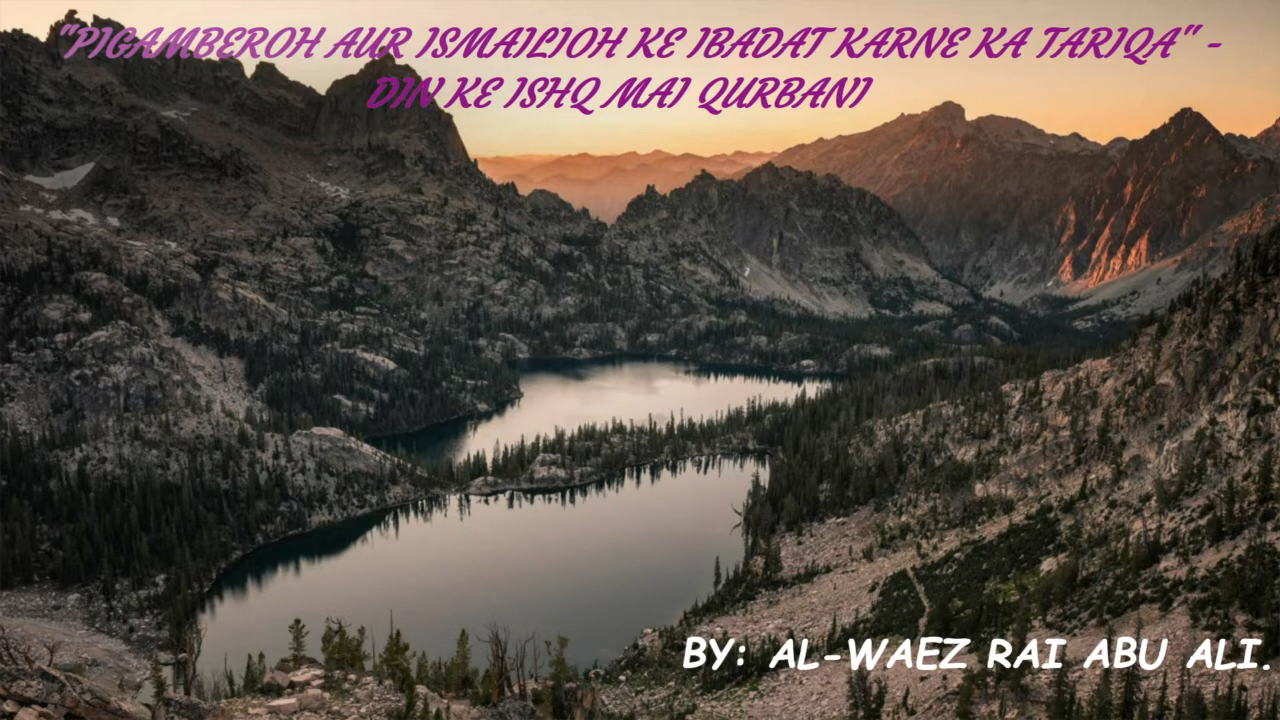 "PIGAMBEROH AUR ISMAILIOH KE IBADAT KARNE KA TARIQA" -
DIN KE ISHQ MAI QURBANI
BY: AL-WAEZ RAI ABU ALI.